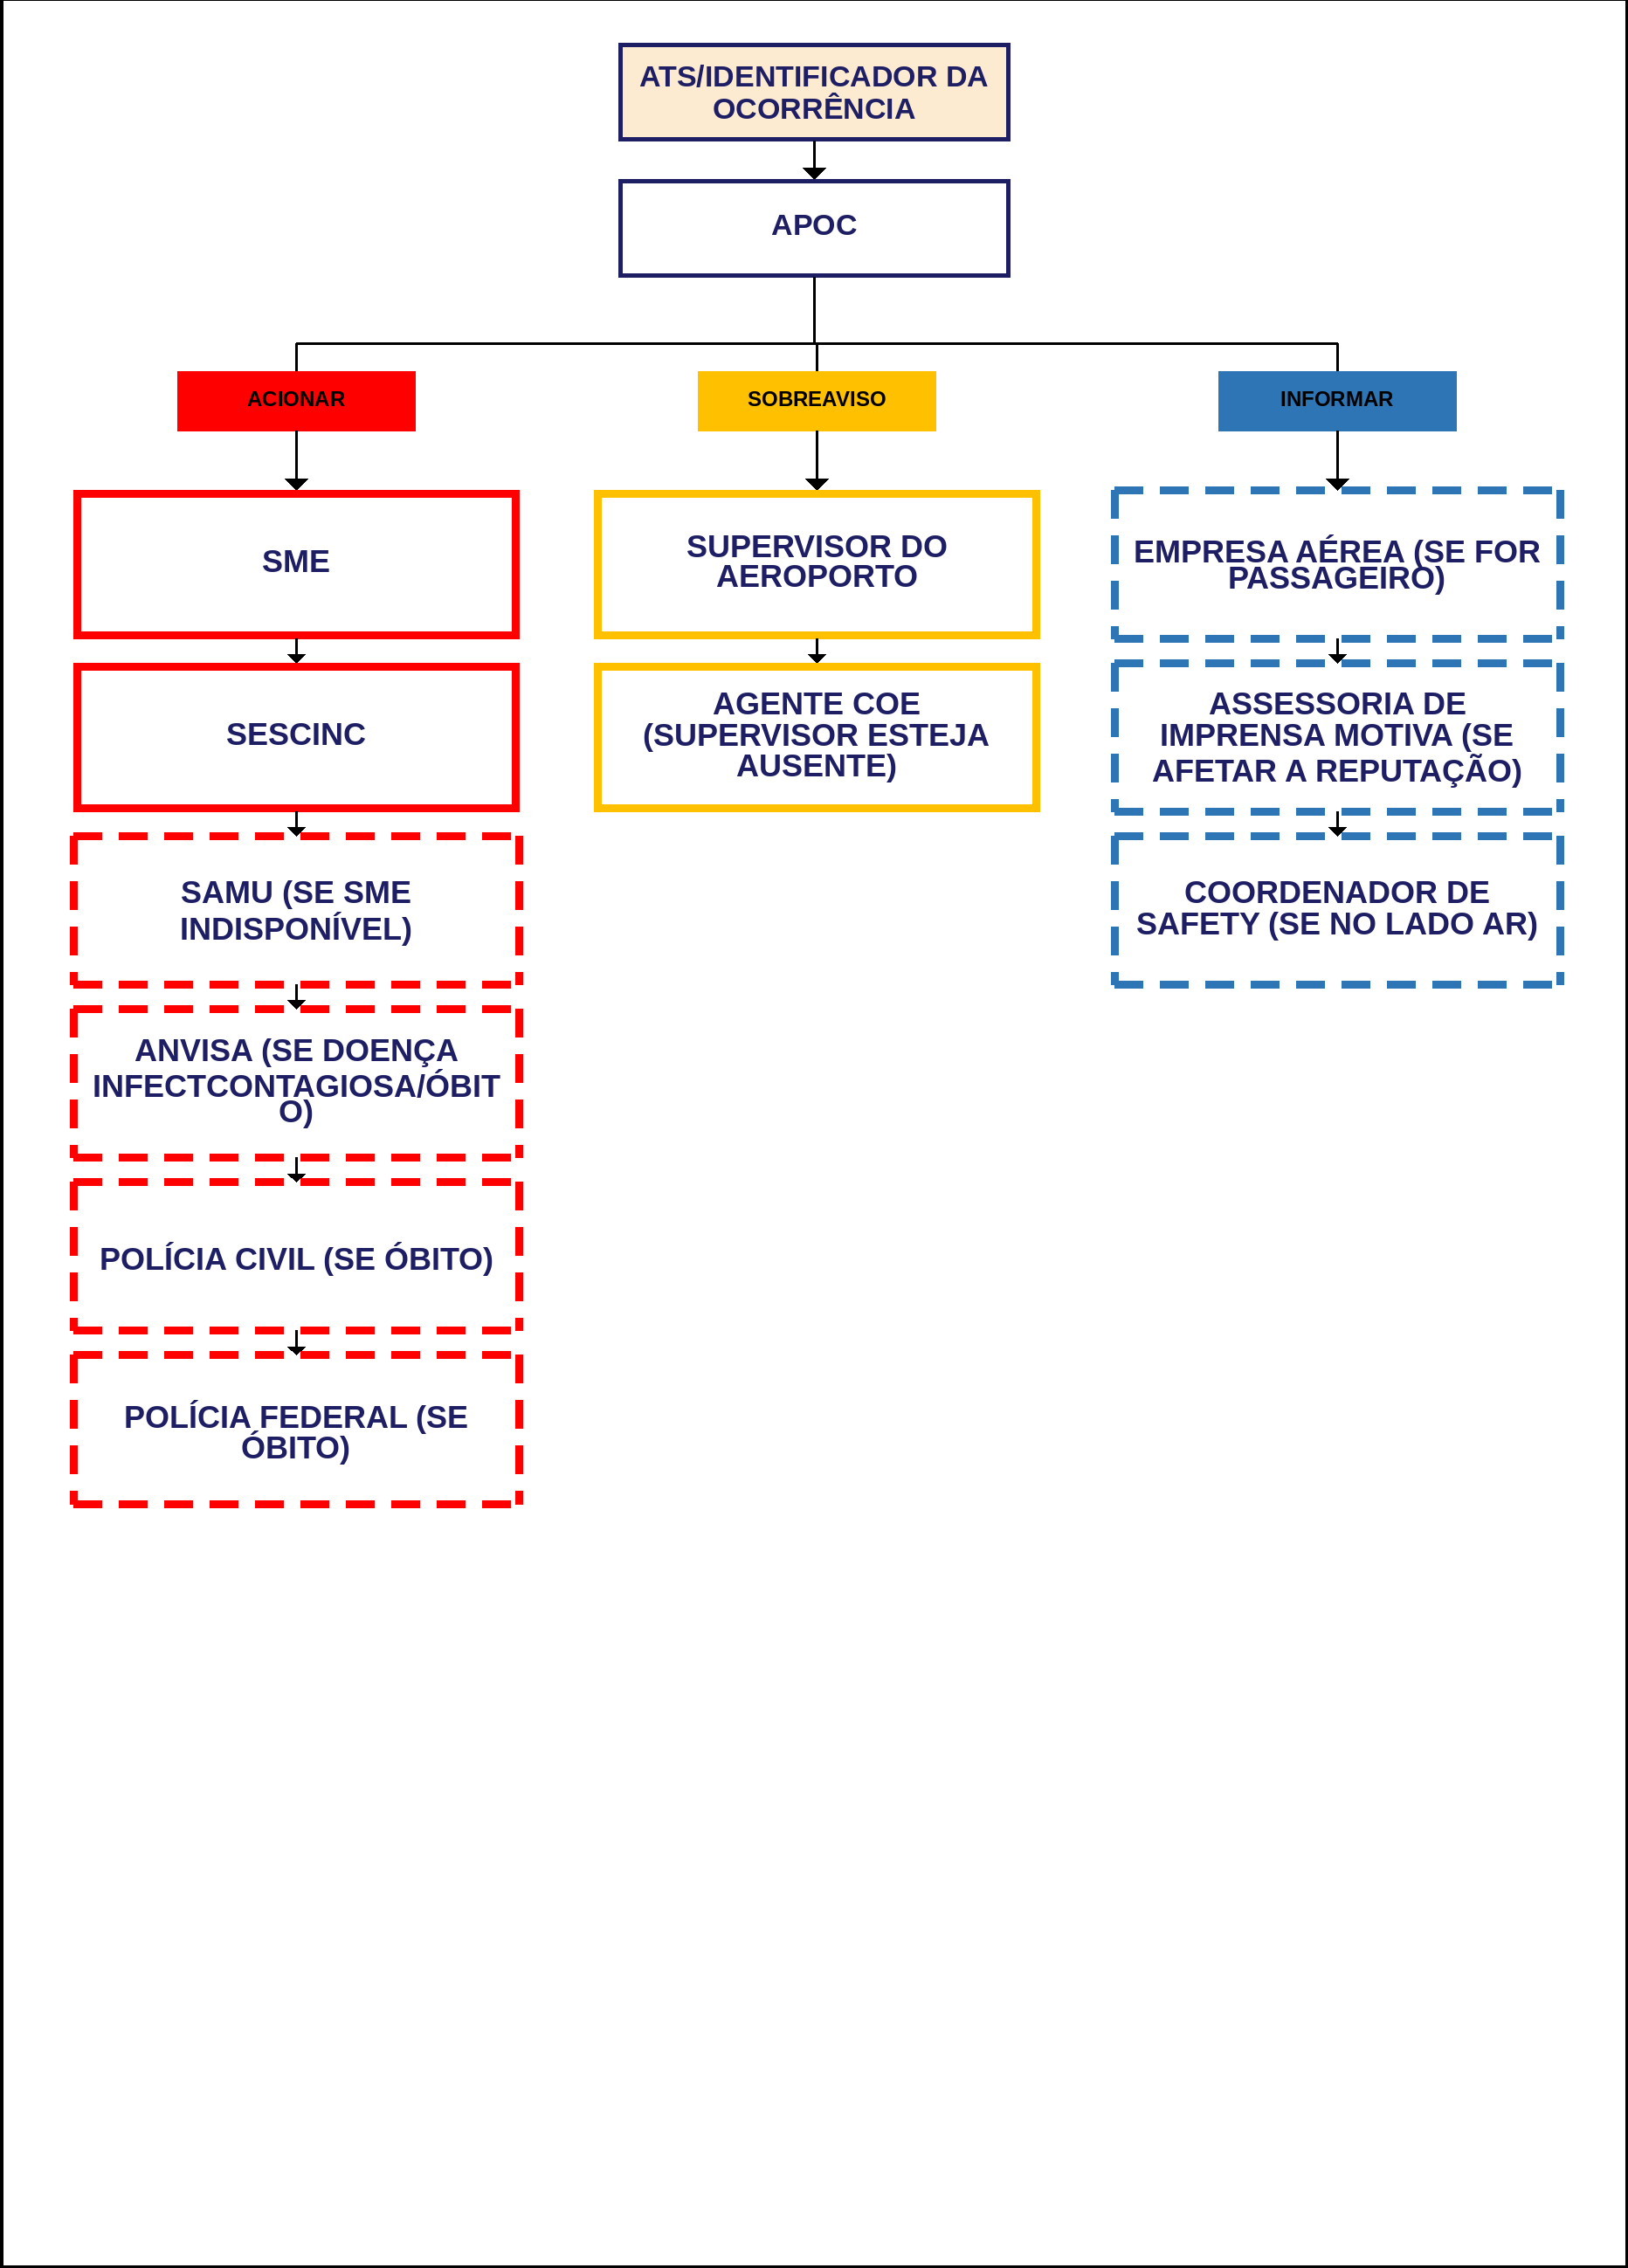 ATS/IDENTIFICADOR DA
OCORRÊNCIA
APOC
ACIONAR
SOBREAVISO
INFORMAR
SME
SESCINC
SAMU (SE SME
INDISPONÍVEL)
ANVISA (SE DOENÇA
INFECTCONTAGIOSA/ÓBIT
O)
POLÍCIA CIVIL (SE ÓBITO)
POLÍCIA FEDERAL (SE
ÓBITO)
SUPERVISOR DO
AEROPORTO
AGENTE COE
(SUPERVISOR ESTEJA
AUSENTE)
EMPRESA AÉREA (SE FOR
PASSAGEIRO)
ASSESSORIA DE
IMPRENSA MOTIVA (SE
AFETAR A REPUTAÇÃO)
COORDENADOR DE
SAFETY (SE NO LADO AR)